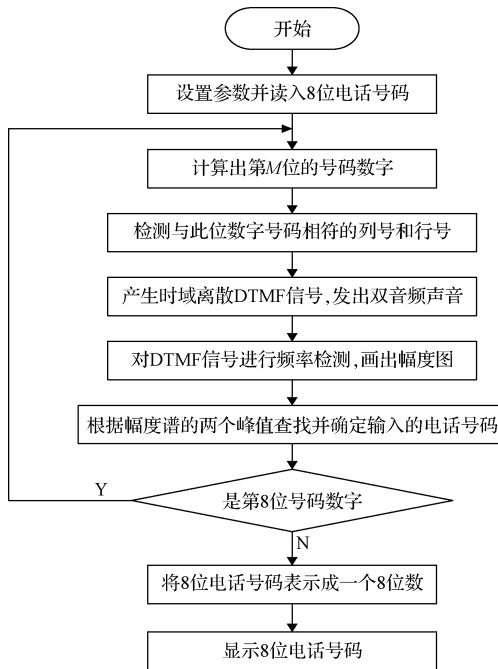 开始
设置参数并读入8位电话号码
计算出第M位的号码数字
检测与此位数字号码相符的列号和行号
产生时域离散DTMF信号,发出双音频声音
对DTMF信号进行频率检测,画出幅度图
根据幅度谱的两个峰值查找并确定输入的电话号码
Y
是第8位号码数字
N
将8位电话号码表示成一个8位数
显示8位电话号码